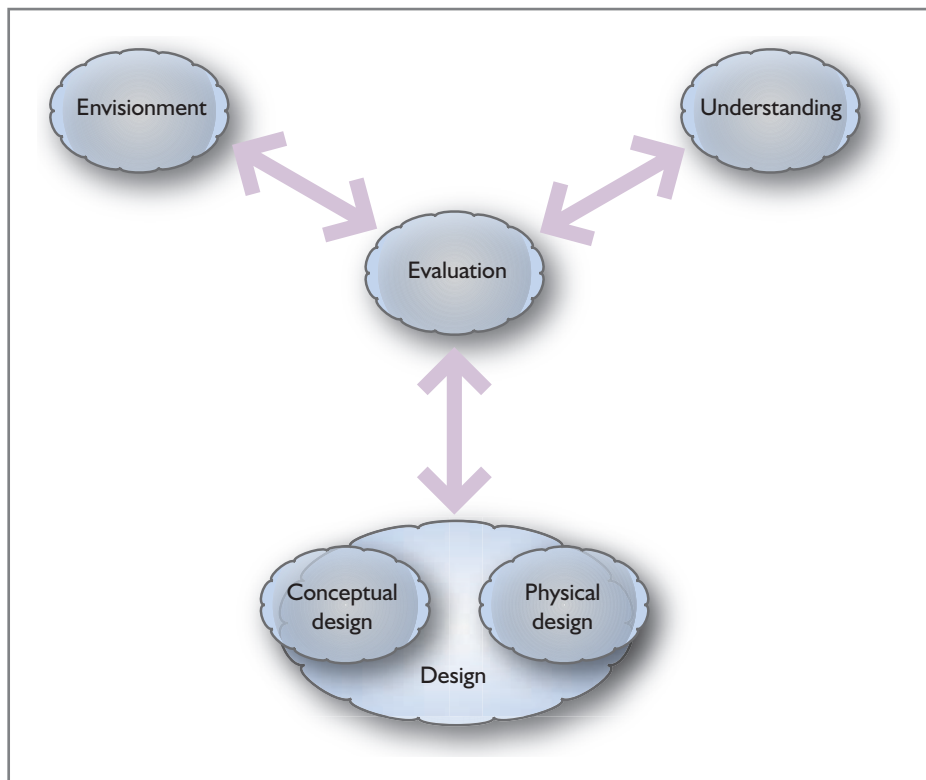 Envisionment
Understanding
Evaluation
Conceptual
design
Physical
design
Design